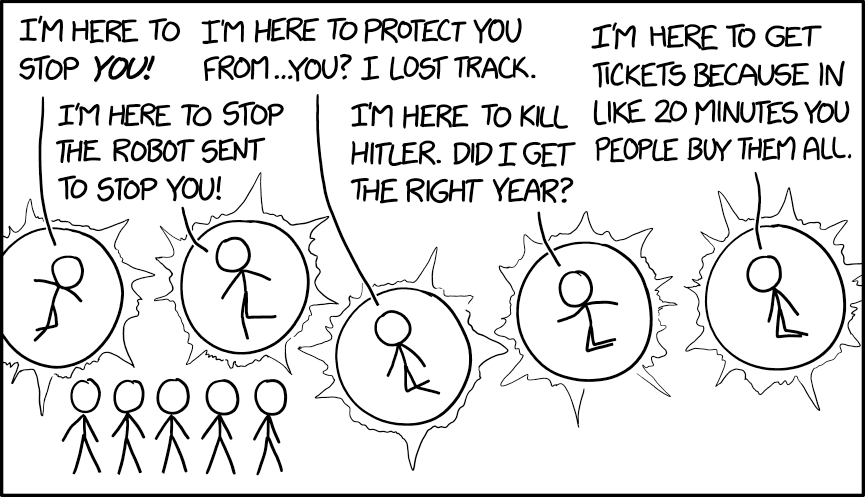 I'M HERE TO
STOP YOU!
I'M HERE TO STOP
THE ROBOT SENT
TO STOP YOU!
I'M HERE TO PROTECT YOU
FROM...YOU? I LOST TRACK.
I'M HERE TO KILL
HITLER. DID I GET
THE RIGHT YEAR?
I'M HERE TO GET
TICKETS BECAUSE IN
LIKE 20 MINUTES YOU
PEOPLE BUY THEM ALL.